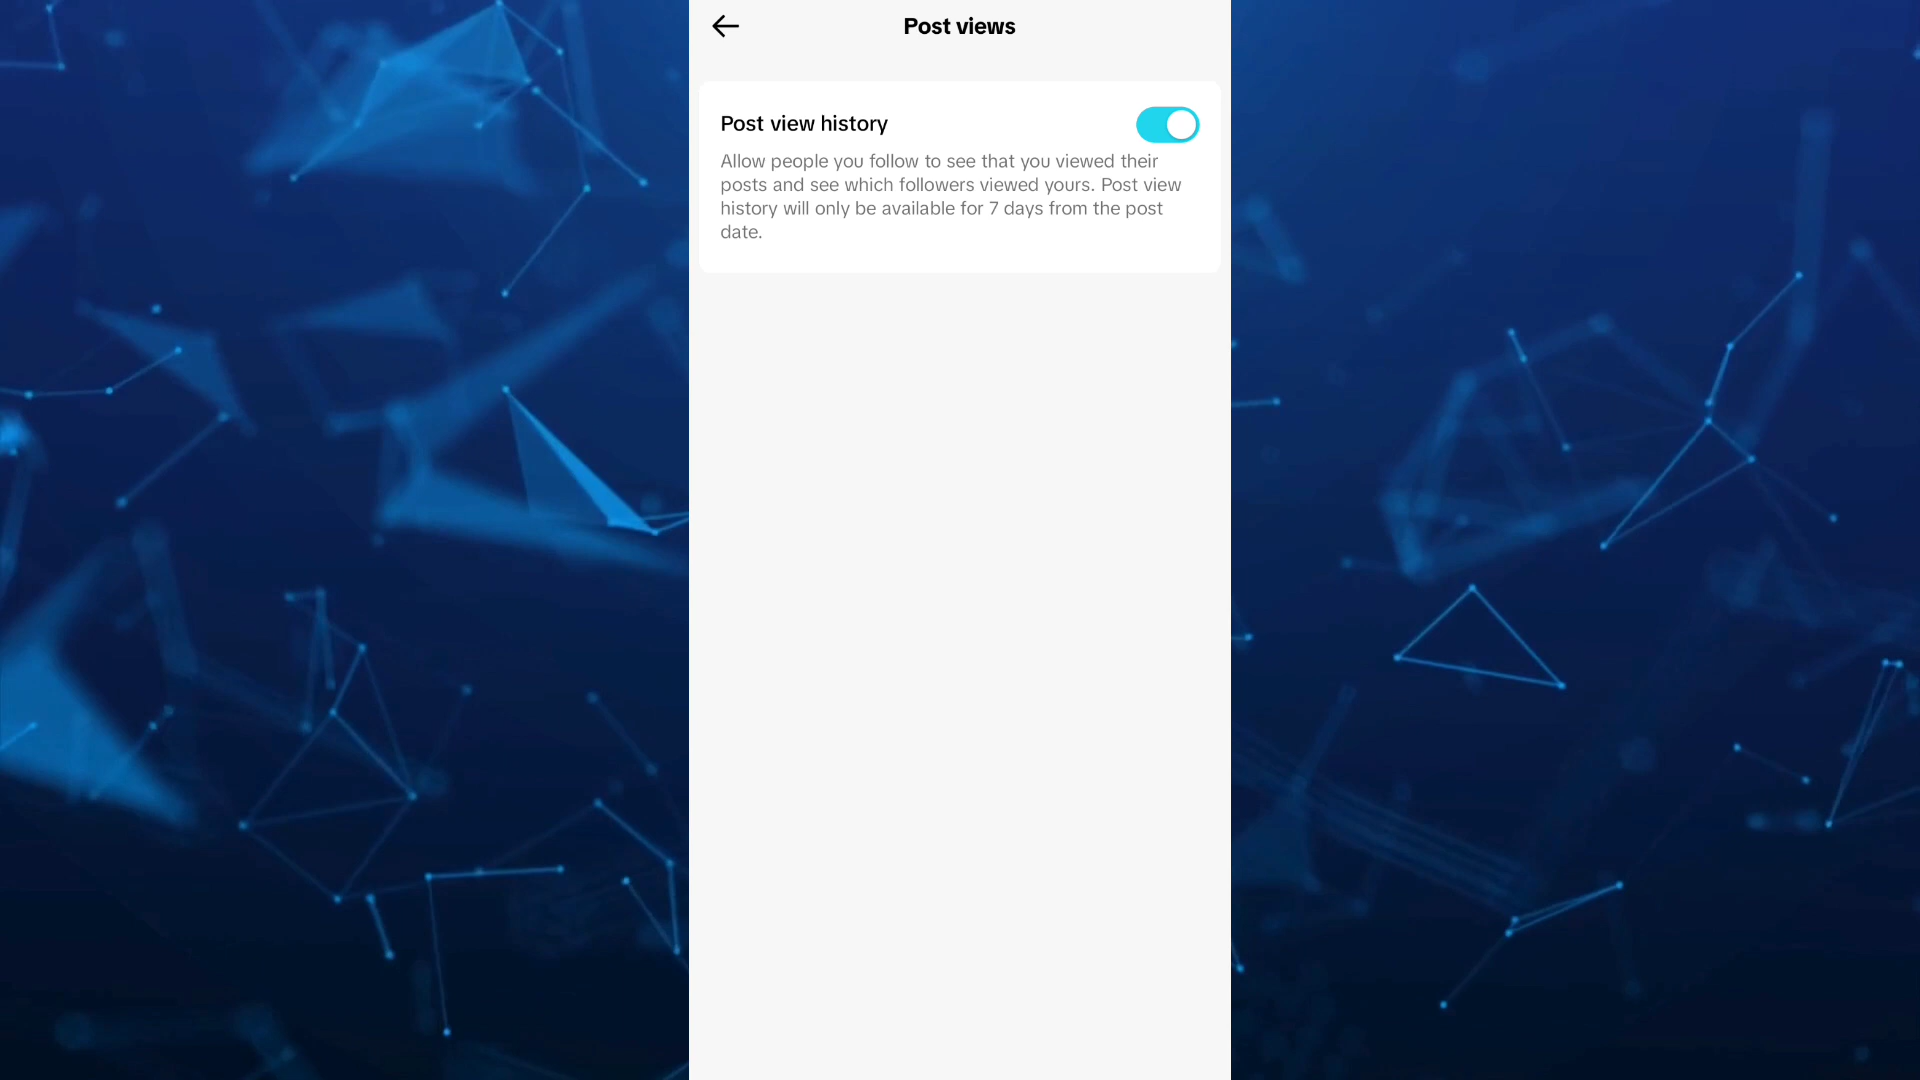 Post views
Post view history
Allow people you follow to see that you viewed their
posts and see which followers viewed yours. Post view
history will only be available for 7 days from the post
date.